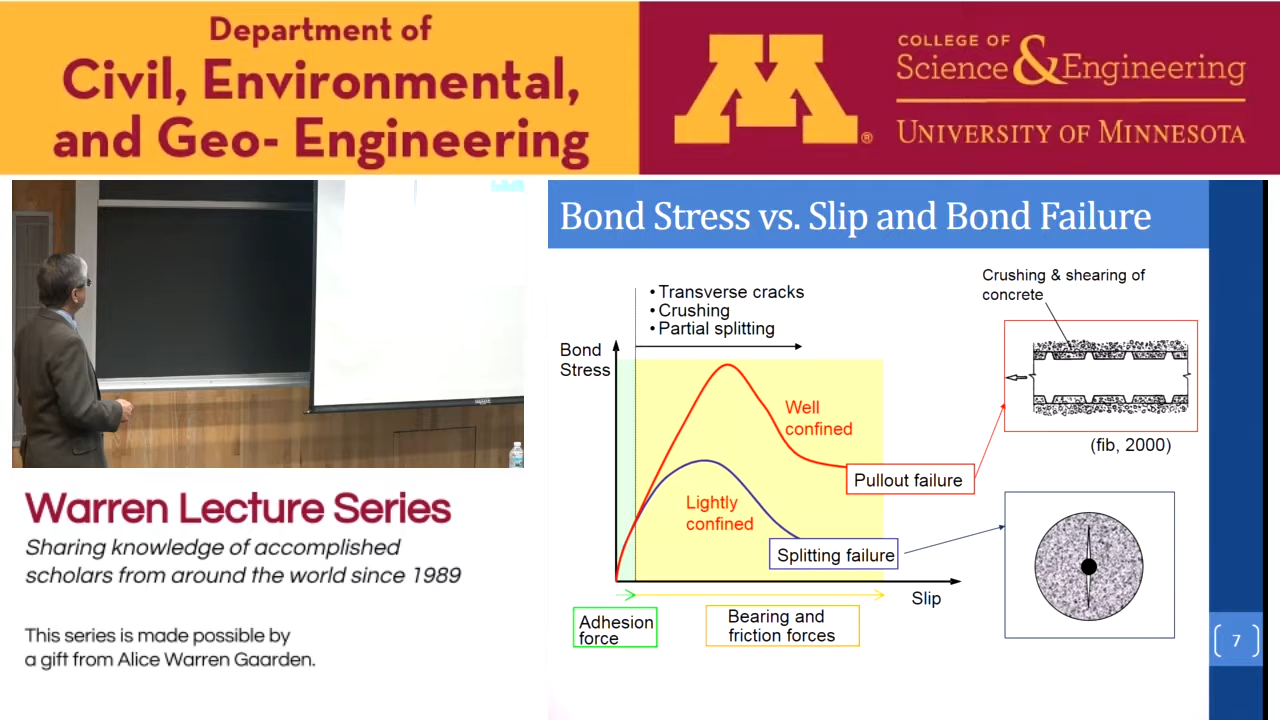 Department of
Civil, Environmental,
and Geo- Engineering
M®
COLLEGE OF
Science & Engineering
UNIVERSITY OF MINNESOTA
Warren Lecture Series
Sharing knowledge of accomplished
scholars from around the world since 1989
This series is made possible by
a gift from Alice Warren Gaarden.
Bond Stress vs. Slip and Bond Failure
• Transverse cracks
• Crushing
• Partial splitting
Bond
Stress
Well
confined
Lightly
confined
Pullout failure
Splitting failure
Slip
Adhesion
force
Bearing and
friction forces
Crushing & shearing of
concrete
(fib, 2000)
7